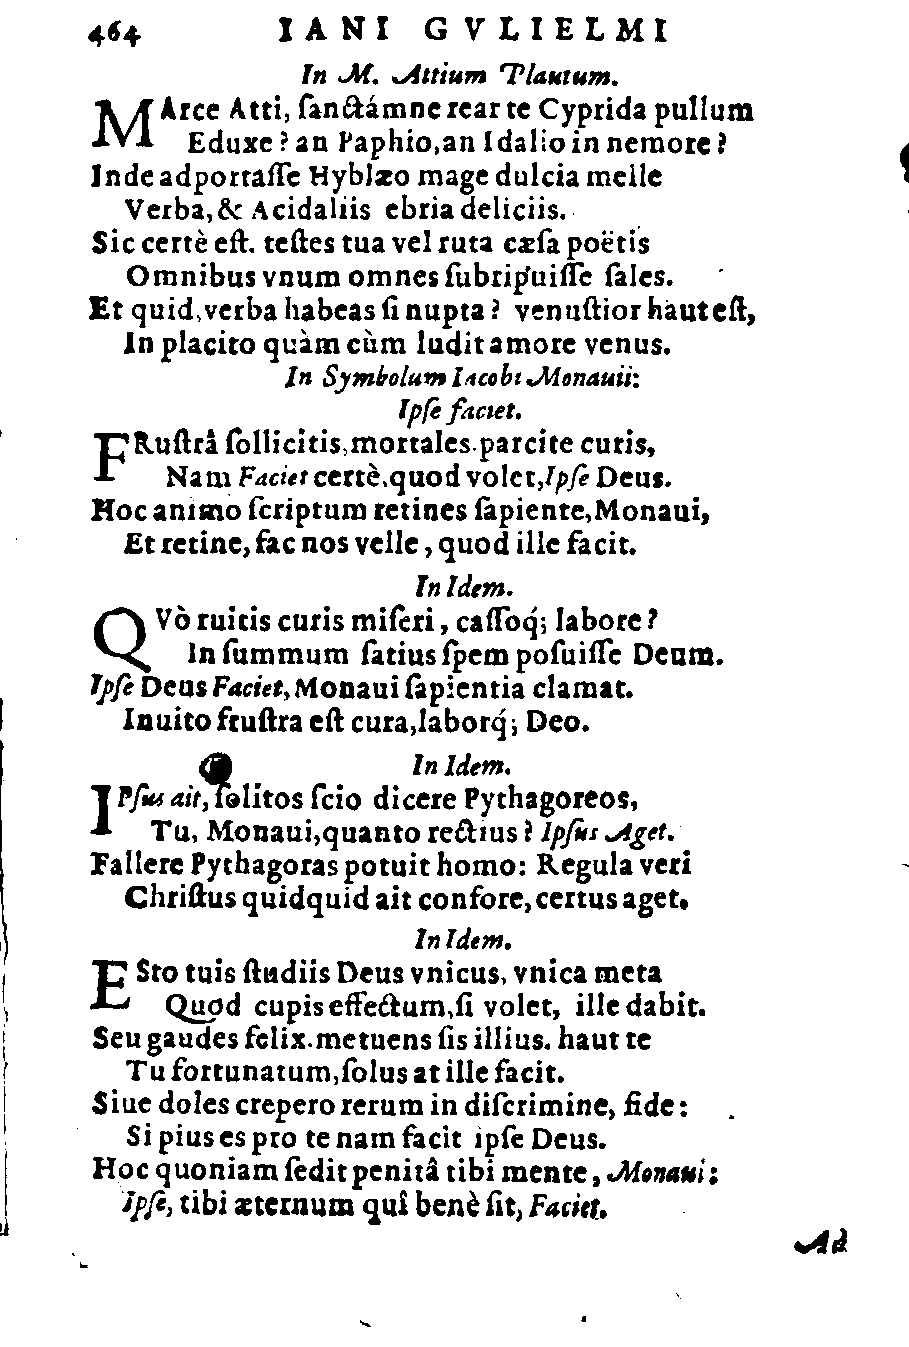 464 IANI GVLIELMI
In M. Attium Plautum.
MArce Atti, ſanctámne rear te Cyprida pullum
Eduxe? an Paphio, an Idalio in nemore?
Inde adportaſſe Hyblæo mage dulcia melle
Verba, & Acidaliis ebria deliciis.
Sic certè eſt. teſtes tua vel ruta cæſa poëtis
Omnibus vnum omnes ſubripuiſſe ſales.
Et quid, verba habeas ſi nupta? venuſtior haut eſt,
In placito quàm cùm ludit amore venus.
In Symbolum Iacobi Monauii:
Ipſe faciet.
FRuſtrâ ſollicitis, mortales. parcite curis,
Nam Faciet certè, quod volet, Ipſe Deus.
Hoc animo ſcriptum retines ſapiente, Monaui,
Et retine, fac nos velle, quod ille facit.
In Idem.
QVò ruitis curis miſeri, caſſoq́; labore?
In ſummum ſatius ſpem poſuiſſe Deum.
Ipſe Deus Faciet, Monaui ſapientia clamat.
Inuito fruſtra eſt cura, laborq́; Deo.
In Idem.
IPſus ait, ſolitos ſcio dicere Pythagoreos,
Tu, Monaui, quanto rectius? Ipſus Aget.
Fallere Pythagoras potuit homo: Regula veri
Chriſtus quidquid ait confore, certus aget.
In Idem.
ESto tuis ſtudiis Deus vnicus, vnica meta
Quod cupis effectum, ſi volet, ille dabit.
Seu gaudes felix. metuens ſis illius. haut te
Tu fortunatum, ſolus at ille facit.
Siue doles crepero rerum in diſcrimine, fide:
Si pius es pro te nam facit ipſe Deus.
Hoc quoniam ſedit penitâ tibi mente, Monaui:
Ipſe, tibi æternum quî benè ſit, Faciet.
Ad